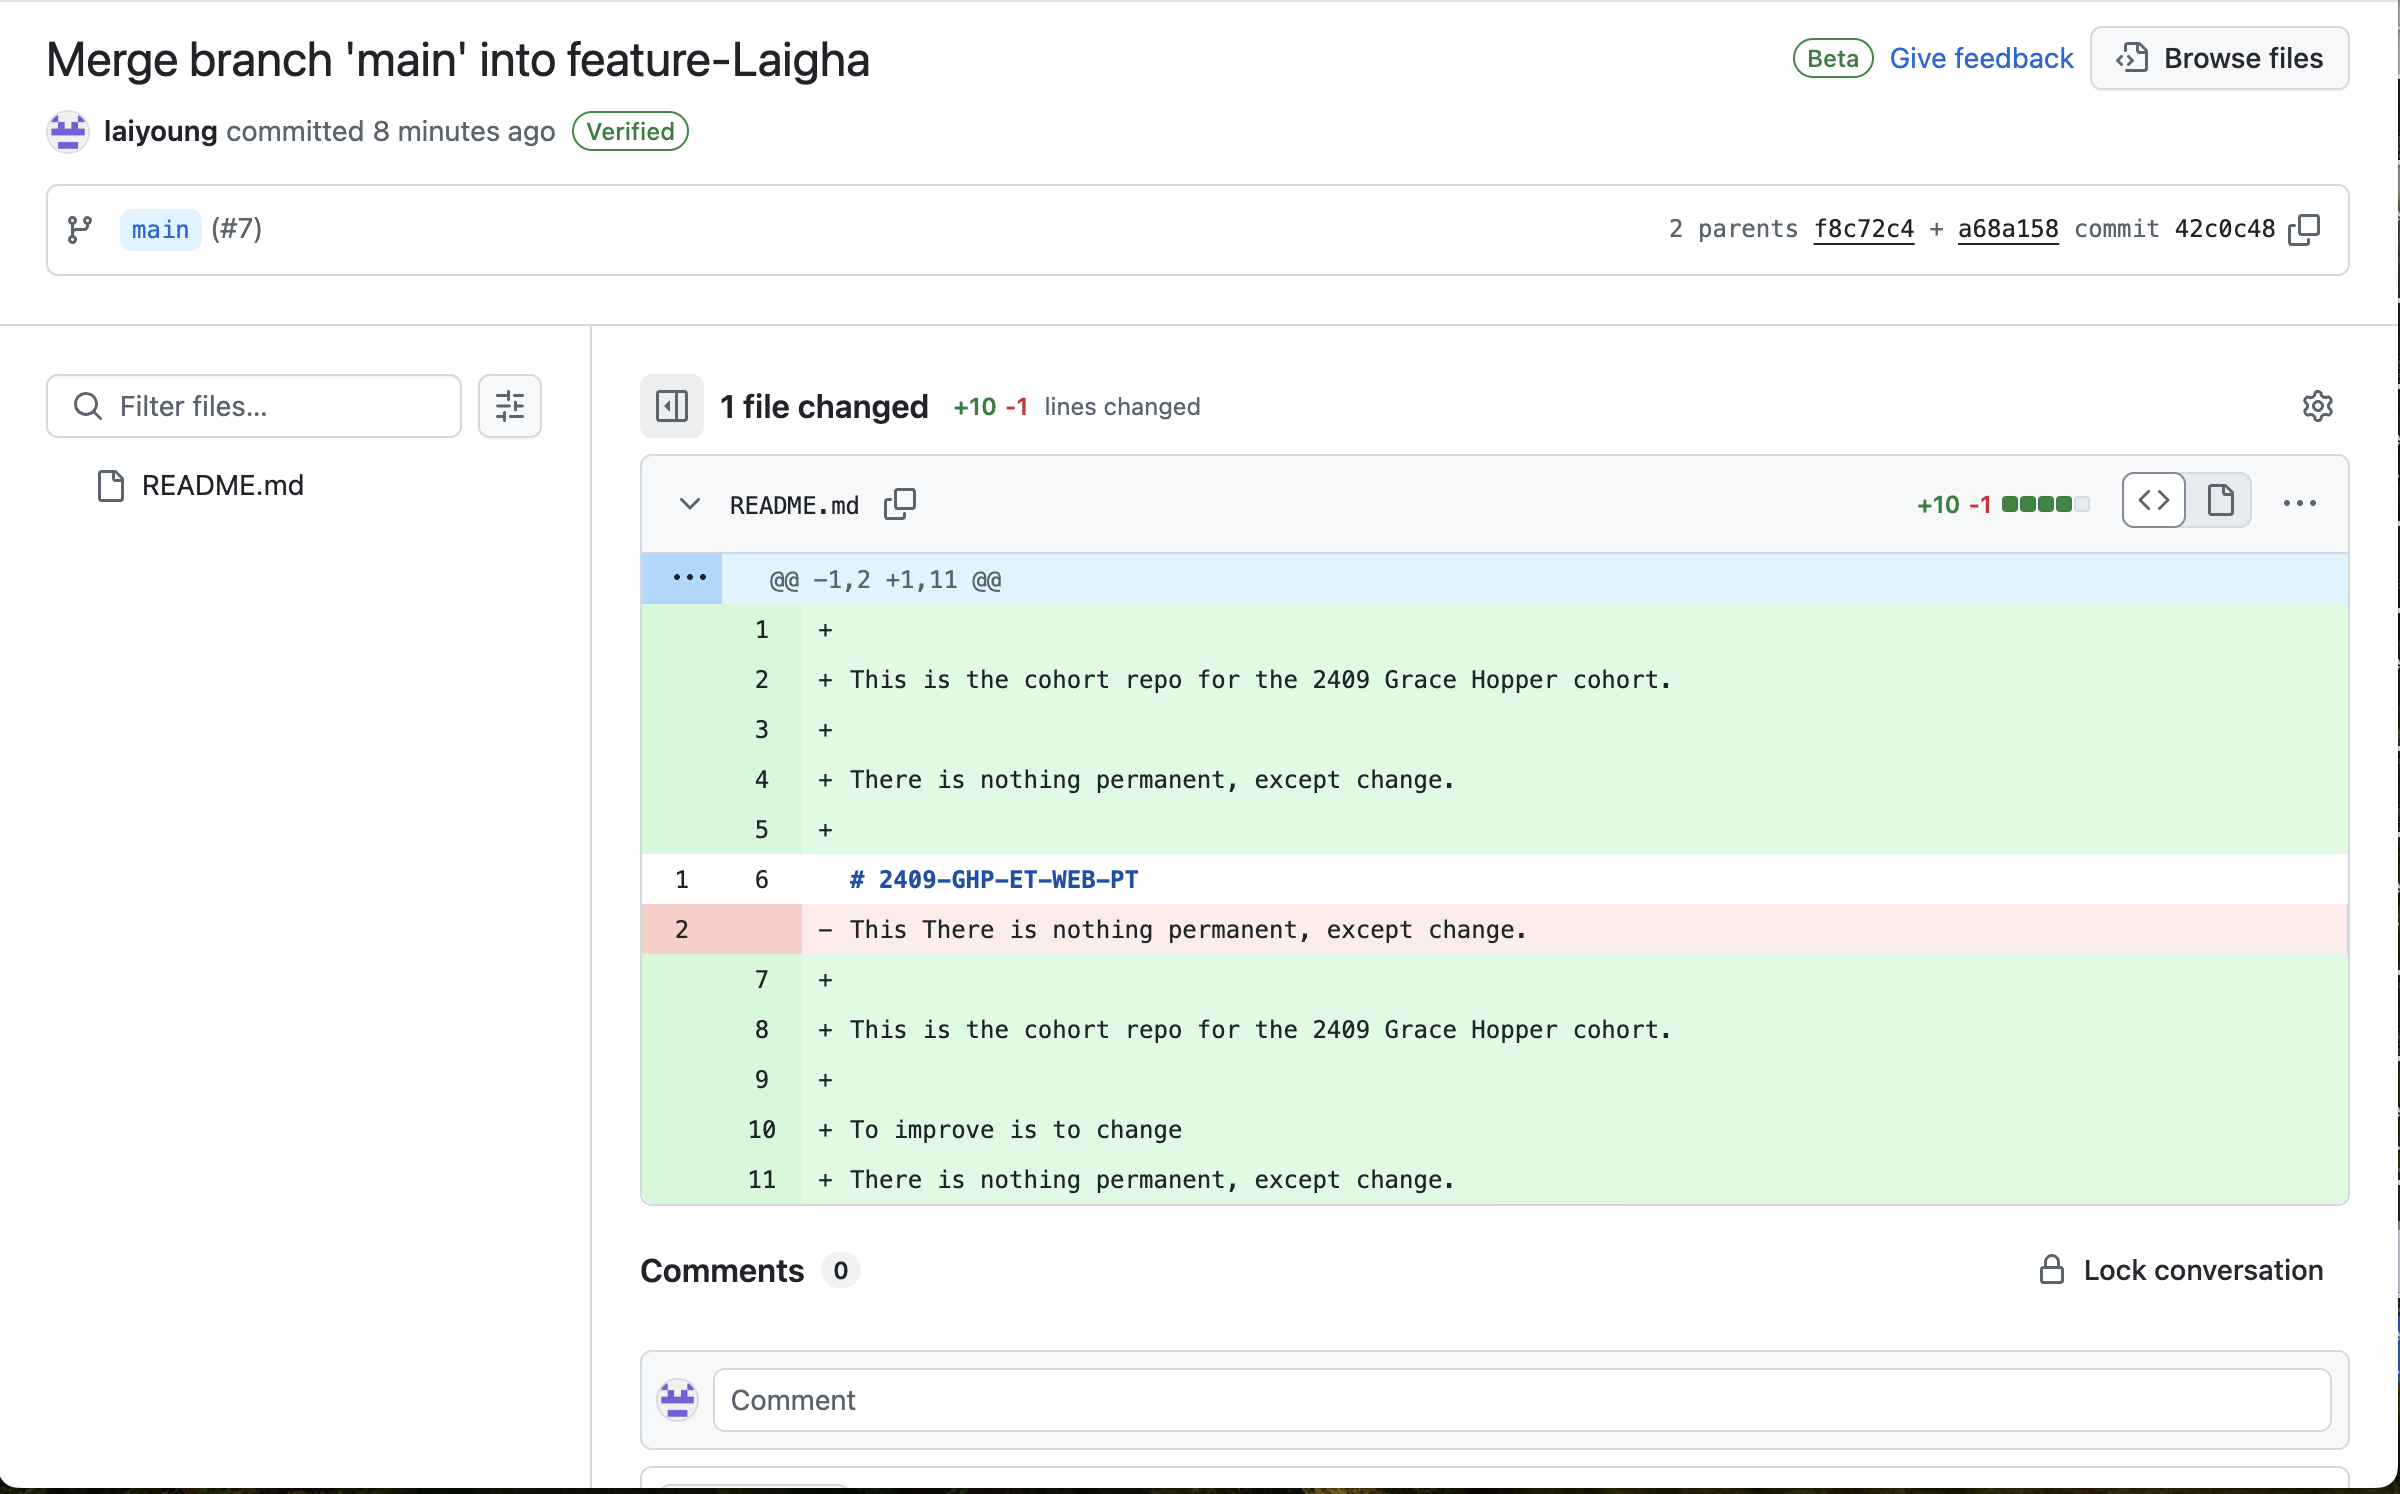 Merge branch 'main' into feature-Laigha
Beta Give feedback Browse files
laiyoung committed 8 minutes ago Verified
main (#7) 2 parents f8c72c4 + a68a158 commit 42c0c48
Filter files...
README.md
1 file changed +10 -1 lines changed
README.md +10 -1
@@ -1,2 +1,11 @@
1 +
2 + This is the cohort repo for the 2409 Grace Hopper cohort.
3 +
4 + There is nothing permanent, except change.
5 +
1 6 # 2409-GHP-ET-WEB-PT
2 - This There is nothing permanent, except change.
7 +
8 + This is the cohort repo for the 2409 Grace Hopper cohort.
9 +
10 + To improve is to change
11 + There is nothing permanent, except change.
Comments 0 Lock conversation
Comment